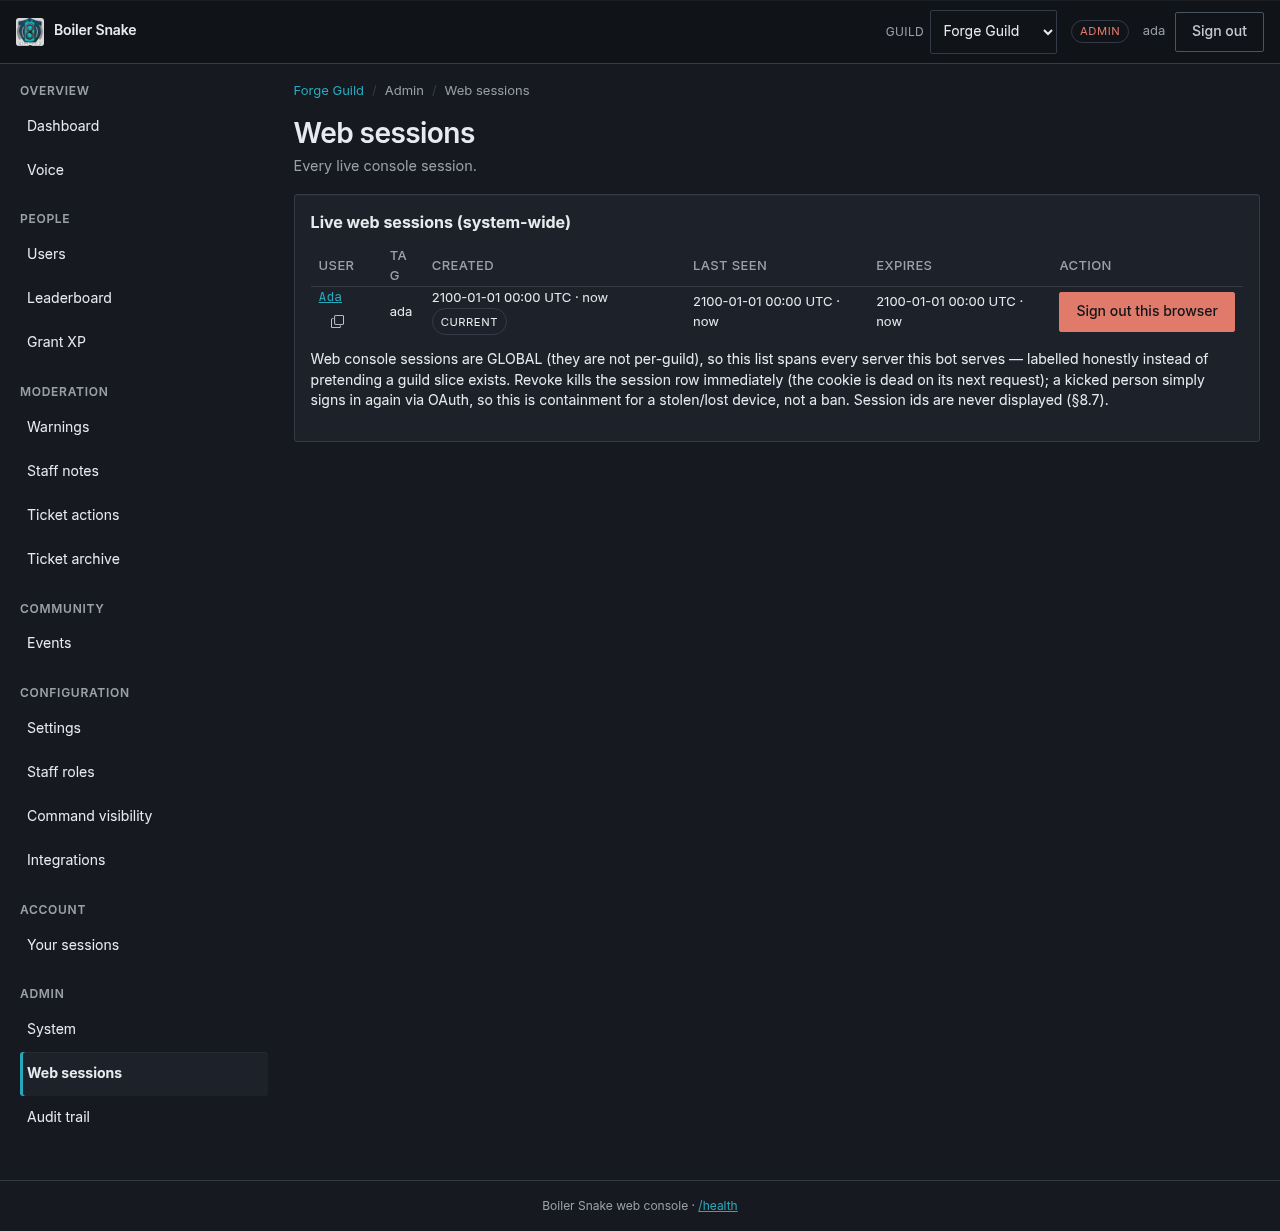 Boiler Snake
GUILD Forge Guild ADMIN ada Sign out
OVERVIEW
Dashboard
Voice
PEOPLE
Users
Leaderboard
Grant XP
MODERATION
Warnings
Staff notes
Ticket actions
Ticket archive
COMMUNITY
Events
CONFIGURATION
Settings
Staff roles
Command visibility
Integrations
ACCOUNT
Your sessions
ADMIN
System
Web sessions
Audit trail
Forge Guild / Admin / Web sessions
Web sessions
Every live console session.
Live web sessions (system-wide)
USER TA CREATED LAST SEEN EXPIRES ACTION
G
Ada ada 2100-01-01 00:00 UTC · now 2100-01-01 00:00 UTC · 2100-01-01 00:00 UTC · Sign out this browser
CURRENT now now
Web console sessions are GLOBAL (they are not per-guild), so this list spans every server this bot serves — labelled honestly instead of
pretending a guild slice exists. Revoke kills the session row immediately (the cookie is dead on its next request); a kicked person simply
signs in again via OAuth, so this is containment for a stolen/lost device, not a ban. Session ids are never displayed (§8.7).
Boiler Snake web console · /health